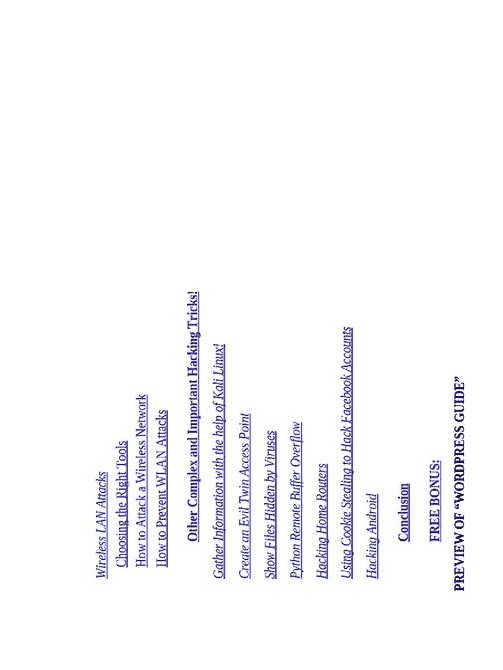 Wireless LAN Attacks
Choosing the Right Tools
How to Attack a Wireless Network
How to Prevent WLAN Attacks
Other Complex and Important Hacking Tricks!
Gather Information with the help of Kali Linux!
Create an Evil Twin Access Point
Show Files Hidden by Viruses
Python Remote Buffer Overflow
Hacking Home Routers
Using Cookie Stealing to Hack Facebook Accounts
Hacking Android
Conclusion
FREE BONUS:
PREVIEW OF “WORDPRESS GUIDE”